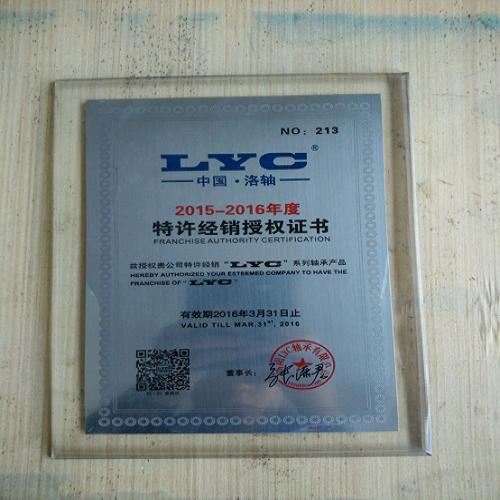 NO: 213
LYC®
中国·洛轴
2015-2016年度
特许经销授权证书
FRANCHISE AUTHORITY CERTIFICATION
兹授权贵公司特许经销“LYC”系列轴承产品
HEREBY AUTHORIZED YOUR ESTEEMED COMPANY TO HAVE THE
FRANCHISE OF “LYC”
有效期2016年3月31日止
VALID TILL MAR.31st, 2016
董事长: